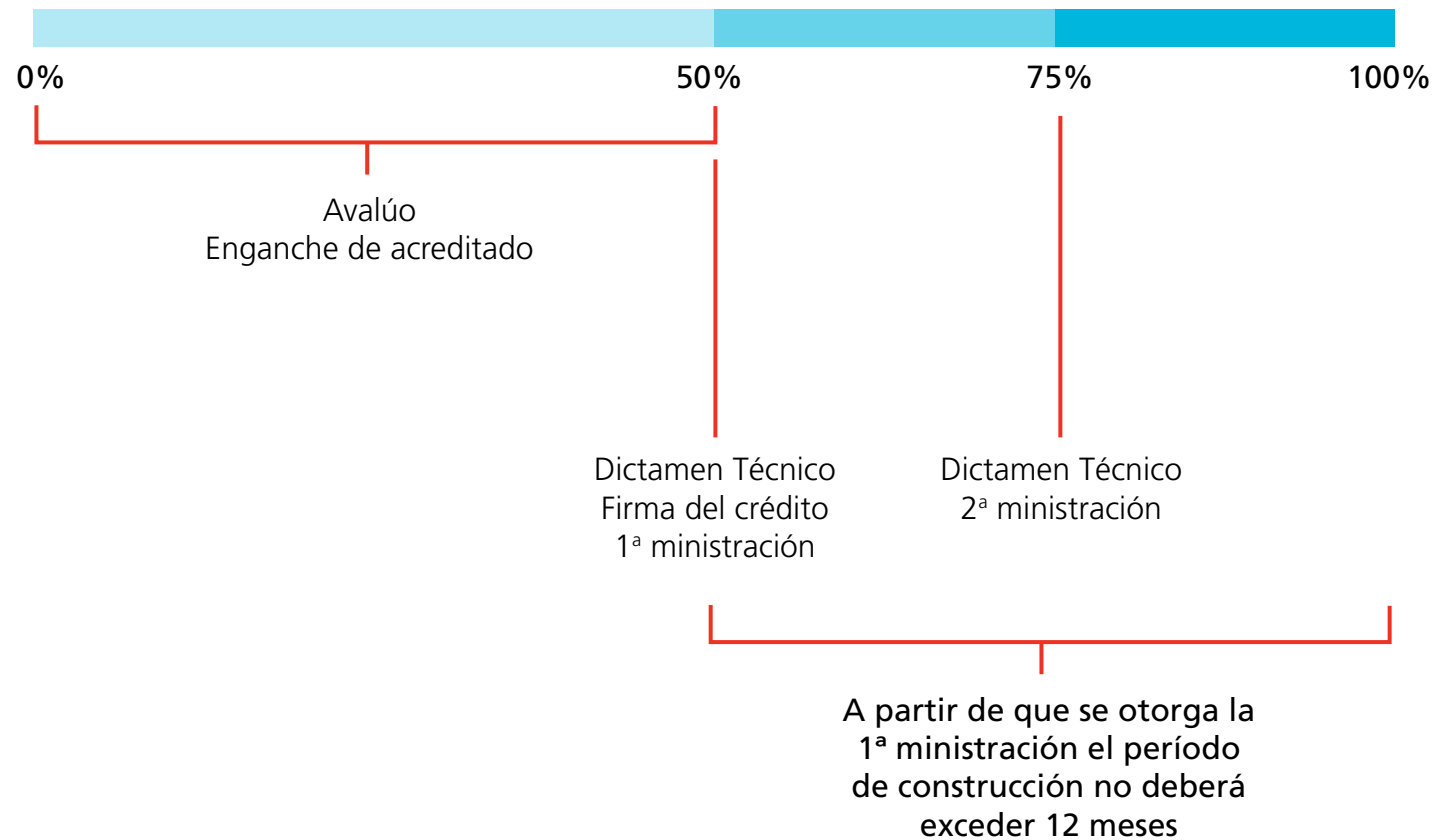 0%
50%
75%
100%
Avalúo
Enganche de acreditado
Dictamen Técnico
Firma del crédito
1ª ministración
Dictamen Técnico
2ª ministración
A partir de que se otorga la
1ª ministración el período
de construcción no deberá
exceder 12 meses